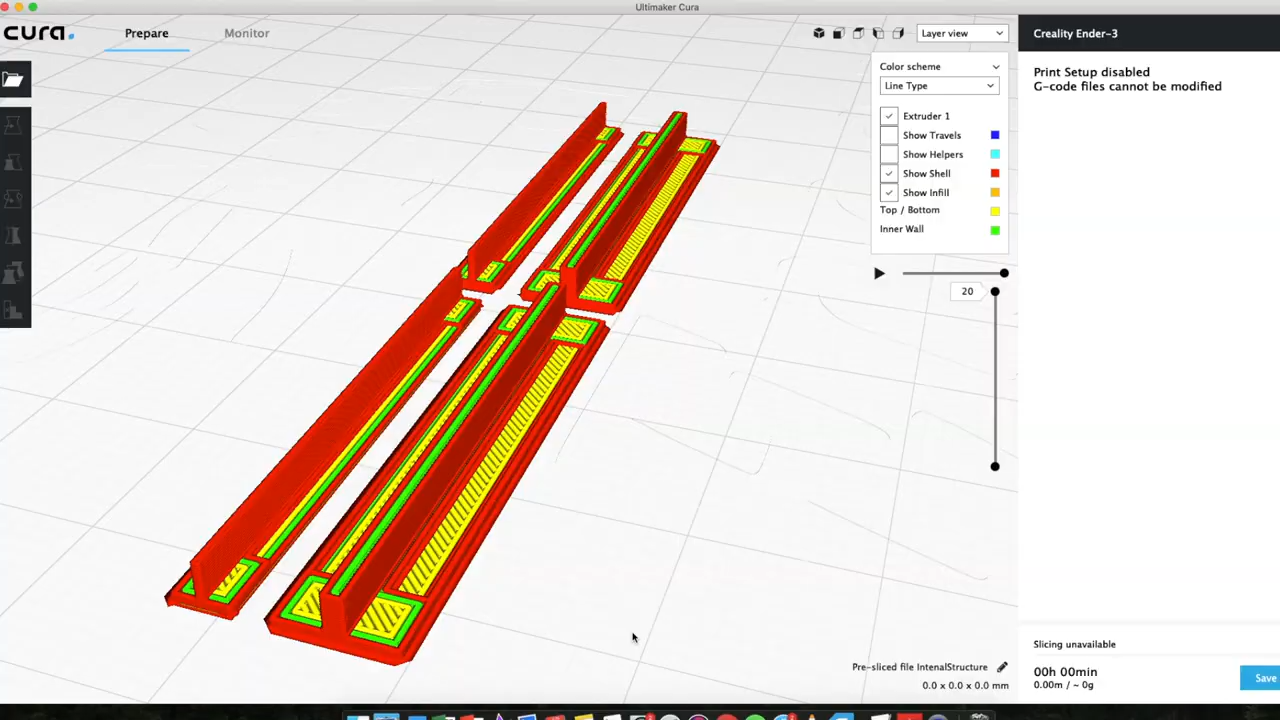 Ultimaker Cura
cura.
Prepare
Monitor
Layer view
Creality Ender-3
Print Setup disabled
G-code files cannot be modified
Color scheme
Line Type
Extruder 1
Show Travels
Show Helpers
Show Shell
Show Infill
Top / Bottom
Inner Wall
20
Slicing unavailable
Pre-sliced file IntenalStructure
00h 00min
0.0 x 0.0 x 0.0 mm
0.00m / ~ 0g
Save